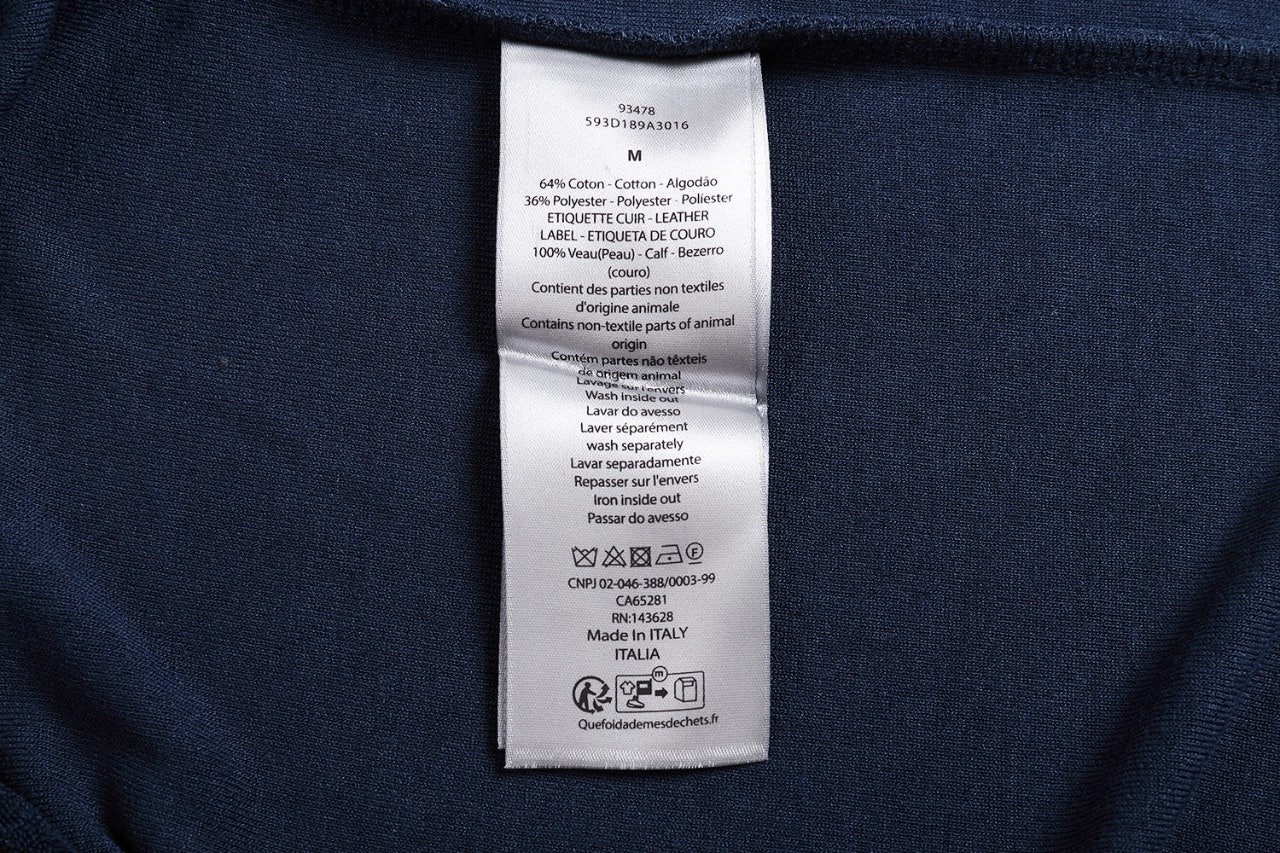 93478
593D189A3016
M
64% Coton - Cotton - Algodão
36% Polyester - Polyester - Políester
ETIQUETTE CUIR - LEATHER
LABEL - ETIQUETA DE COURO
100% Veau(Peau) - Calf - Bezerro
(couro)
Contient des parties non textiles
d'origine animale
Contains non-textile parts of animal
origin
Contém partes não têxteis
de origem animal
Lavage sur l'envers
Wash inside out
Lavar do avesso
Laver séparément
wash separately
Lavar separadamente
Repasser sur l'envers
Iron inside out
Passar do avesso
F
CNPJ 02-046-388/0003-99
CA65281
RN:143628
Made In ITALY
ITALIA
m
Quefoidademesdechets.fr